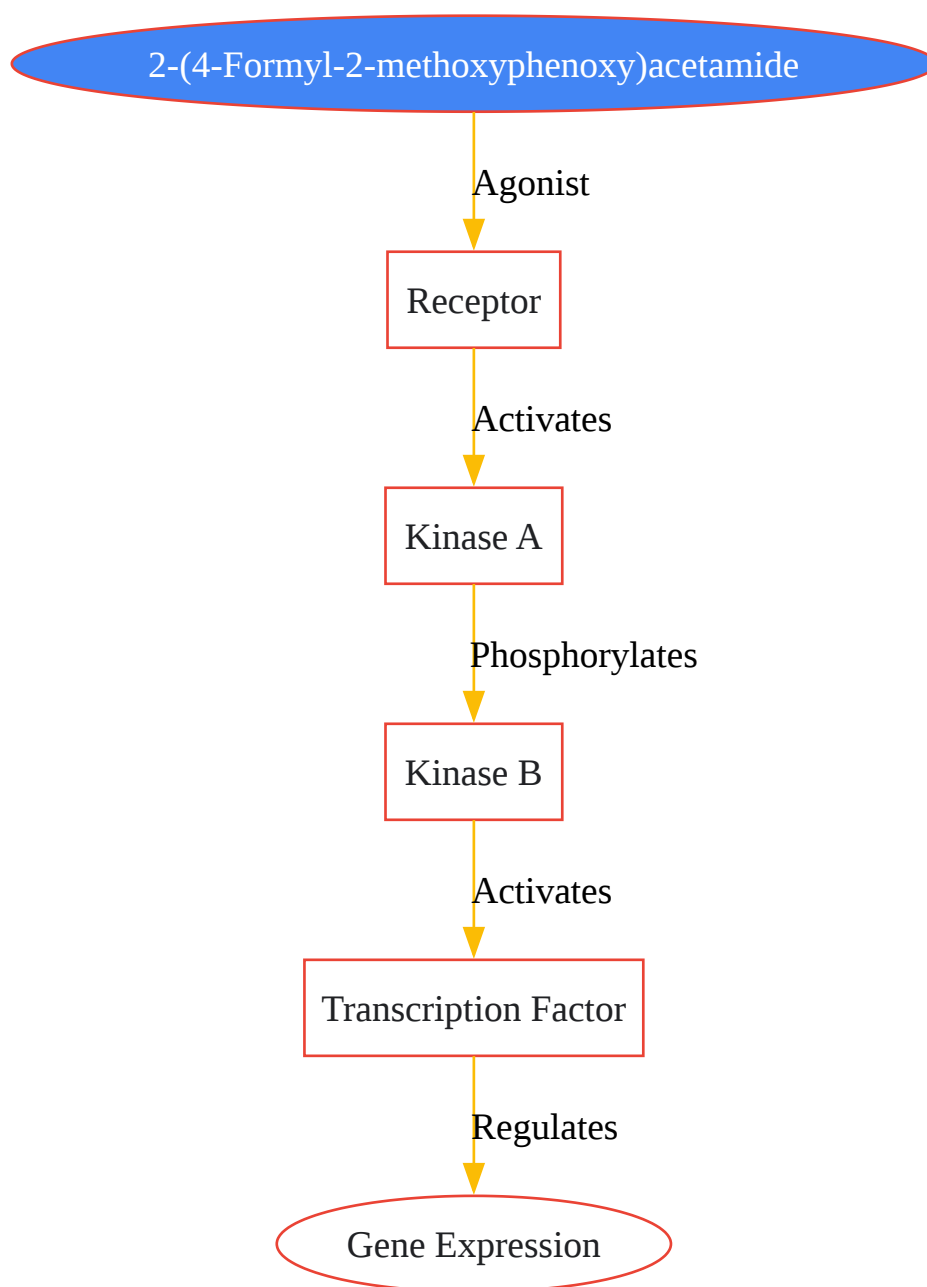 2-(4-Formyl-2-methoxyphenoxy)acetamide
Agonist
Receptor
Activates
Kinase A
Phosphorylates
Kinase B
Activates
Transcription Factor
Regulates
Gene Expression